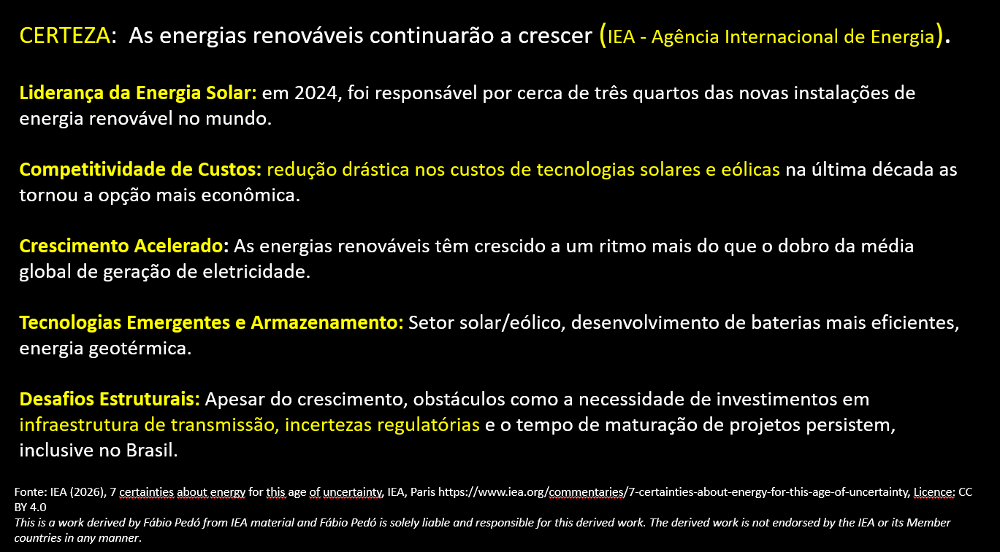 CERTEZA:  As energias renováveis continuarão a crescer (IEA - Agência Internacional de Energia).
Liderança da Energia Solar: em 2024, foi responsável por cerca de três quartos das novas instalações de
energia renovável no mundo.
Competitividade de Custos: redução drástica nos custos de tecnologias solares e eólicas na última década as
tornou a opção mais econômica.
Crescimento Acelerado: As energias renováveis têm crescido a um ritmo mais do que o dobro da média
global de geração de eletricidade.
Tecnologias Emergentes e Armazenamento: Setor solar/eólico, desenvolvimento de baterias mais eficientes,
energia geotérmica.
Desafios Estruturais: Apesar do crescimento, obstáculos como a necessidade de investimentos em
infraestrutura de transmissão, incertezas regulatórias e o tempo de maturação de projetos persistem,
inclusive no Brasil.
Fonte: IEA (2026), 7 certainties about energy for this age of uncertainty, IEA, Paris https://www.iea.org/commentaries/7-certainties-about-energy-for-this-age-of-uncertainty, Licence: CC
BY 4.0
This is a work derived by Fábio Pedó from IEA material and Fábio Pedó is solely liable and responsible for this derived work. The derived work is not endorsed by the IEA or its Member
countries in any manner.